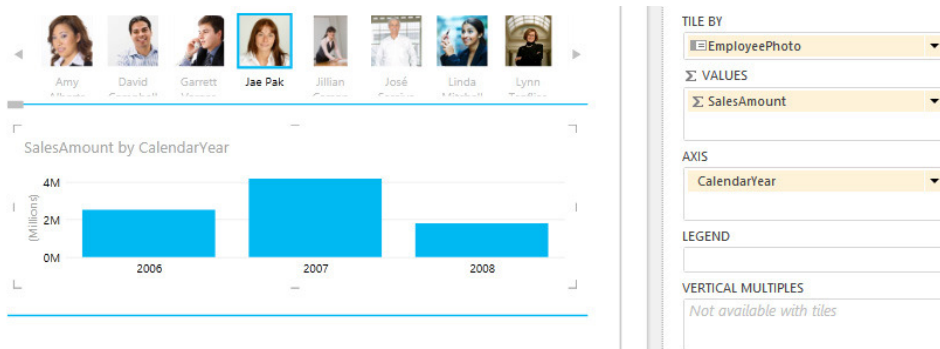 Amy David Garrett Jae Pak Jillian José Linda Lynn
SalesAmount by CalendarYear
(Millions)
4M
2M
0M
2006 2007 2008
TILE BY
EmployeePhoto
Σ VALUES
Σ SalesAmount
AXIS
CalendarYear
LEGEND
VERTICAL MULTIPLES
Not available with tiles